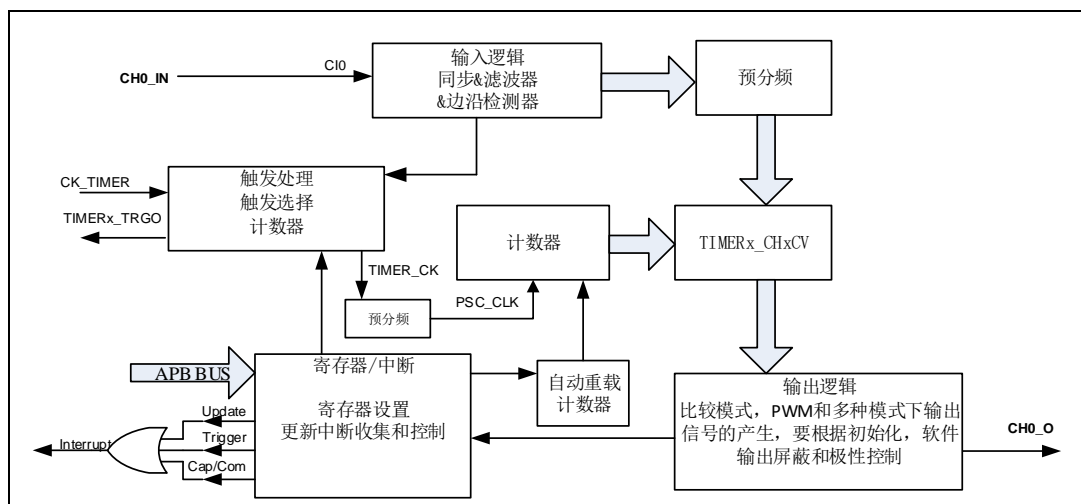 CH0_IN
CI0
输入逻辑
同步&滤波器
&边沿检测器
预分频
CK_TIMER
TIMERx_TRGO
触发处理
触发选择
计数器
计数器
TIMERx_CHxCV
TIMER_CK
预分频
PSC_CLK
APB BUS
寄存器/中断
寄存器设置
更新中断收集和控制
自动重载
计数器
输出逻辑
比较模式，PWM和多种模式下输出
信号的产生，要根据初始化，软件
输出屏蔽和极性控制
CH0_O
Update
Trigger
Cap/Com
Interrupt